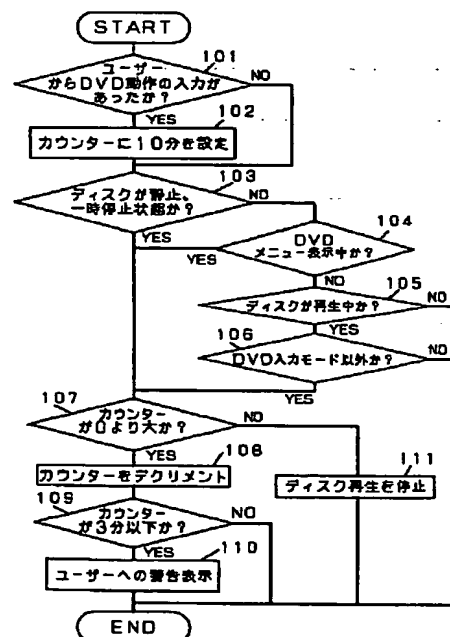 START
101
ユーザー
からDVD動作の入力が
あったか？
NO
YES
102
カウンターに10分を設定
103
ディスクが静止、
一時停止状態か？
NO
YES
104
DVD
メニュー表示中か？
YES
NO
105
ディスクが再生中か？
NO
106
YES
DVD入力モード以外か？
NO
YES
107
カウンター
が0より大か？
NO
YES
108
カウンターをデクリメント
111
ディスク再生を停止
109
カウンター
が3分以下か？
NO
YES
110
ユーザーへの警告表示
END